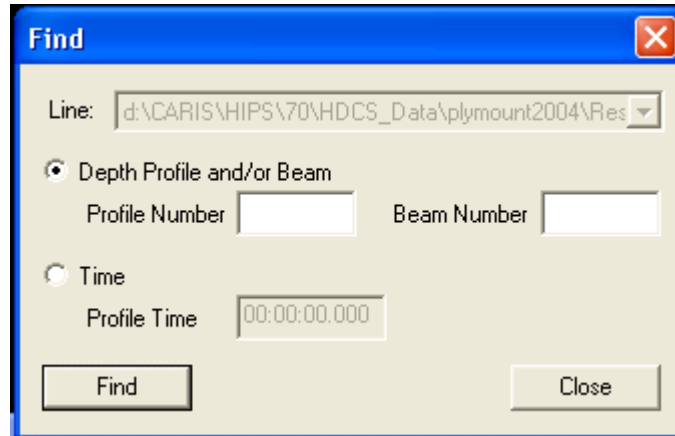 Find
Line: d:\CARIS\HIPS\70\HDCS_Data\plymount2004\Res
Depth Profile and/or Beam
Profile Number Beam Number
Time
Profile Time 00:00:00.000
Find Close